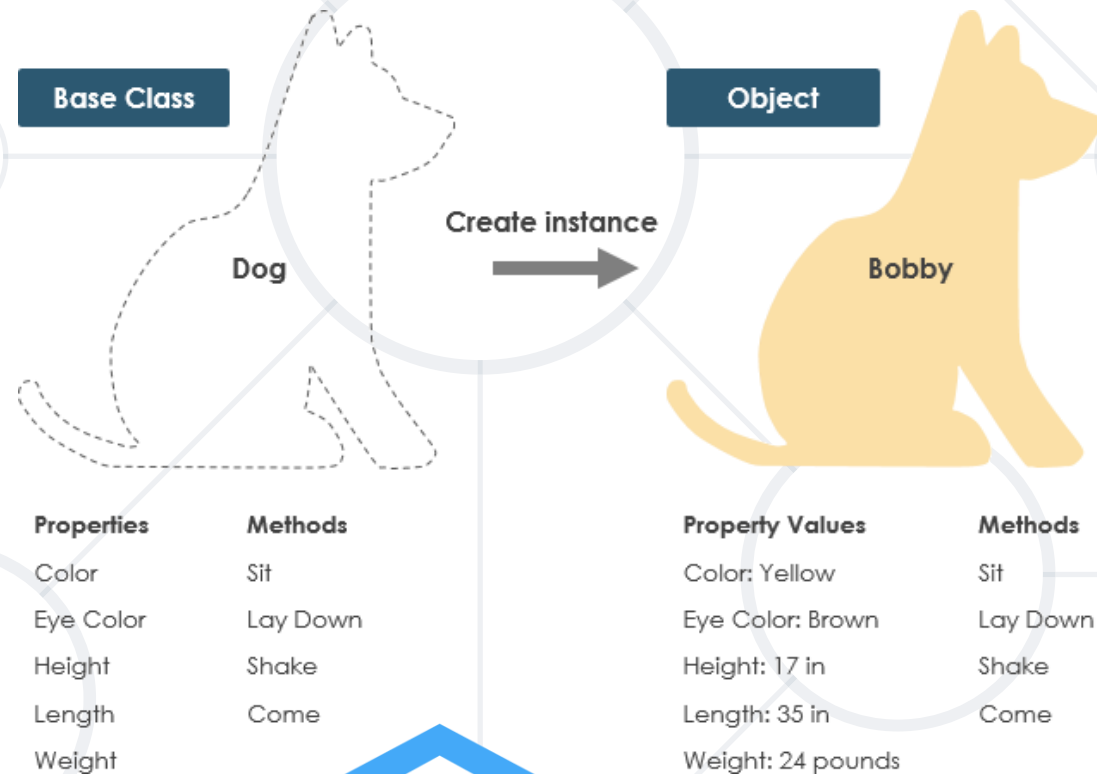 Base Class
Object
Create instance
Dog
Bobby
Properties
Methods
Color
Sit
Eye Color
Lay Down
Height
Shake
Length
Come
Weight
Property Values
Methods
Color: Yellow
Sit
Eye Color: Brown
Lay Down
Height: 17 in
Shake
Length: 35 in
Come
Weight: 24 pounds